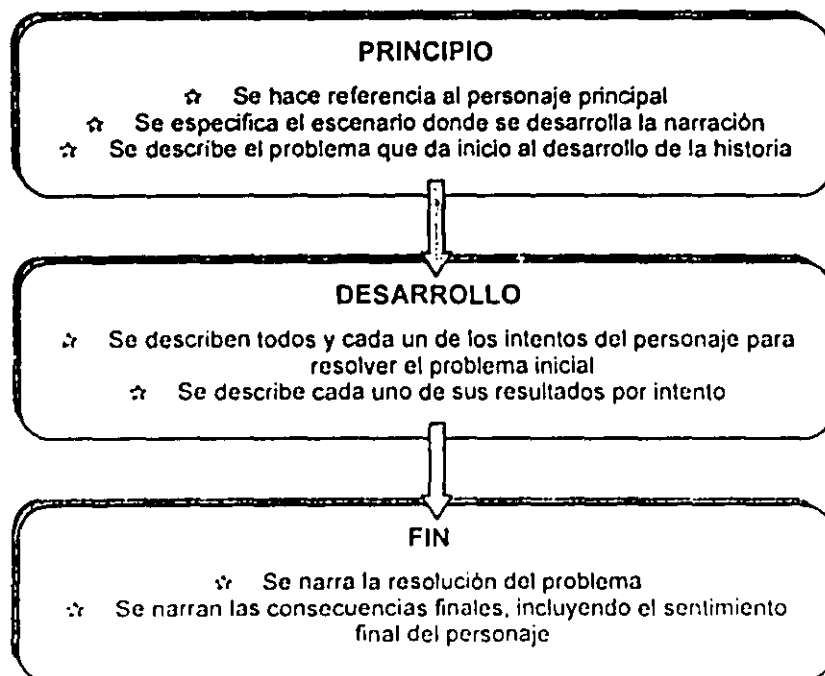 PRINCIPIO
☆ Se hace referencia al personaje principal
☆ Se especifica el escenario donde se desarrolla la narración
☆ Se describe el problema que da inicio al desarrollo de la historia
DESARROLLO
☆ Se describen todos y cada un de los intentos del personaje para
resolver el problema inicial
☆ Se describe cada uno de sus resultados por intento
FIN
☆ Se narra la resolución del problema
☆ Se narran las consecuencias finales, incluyendo el sentimiento
final del personaje